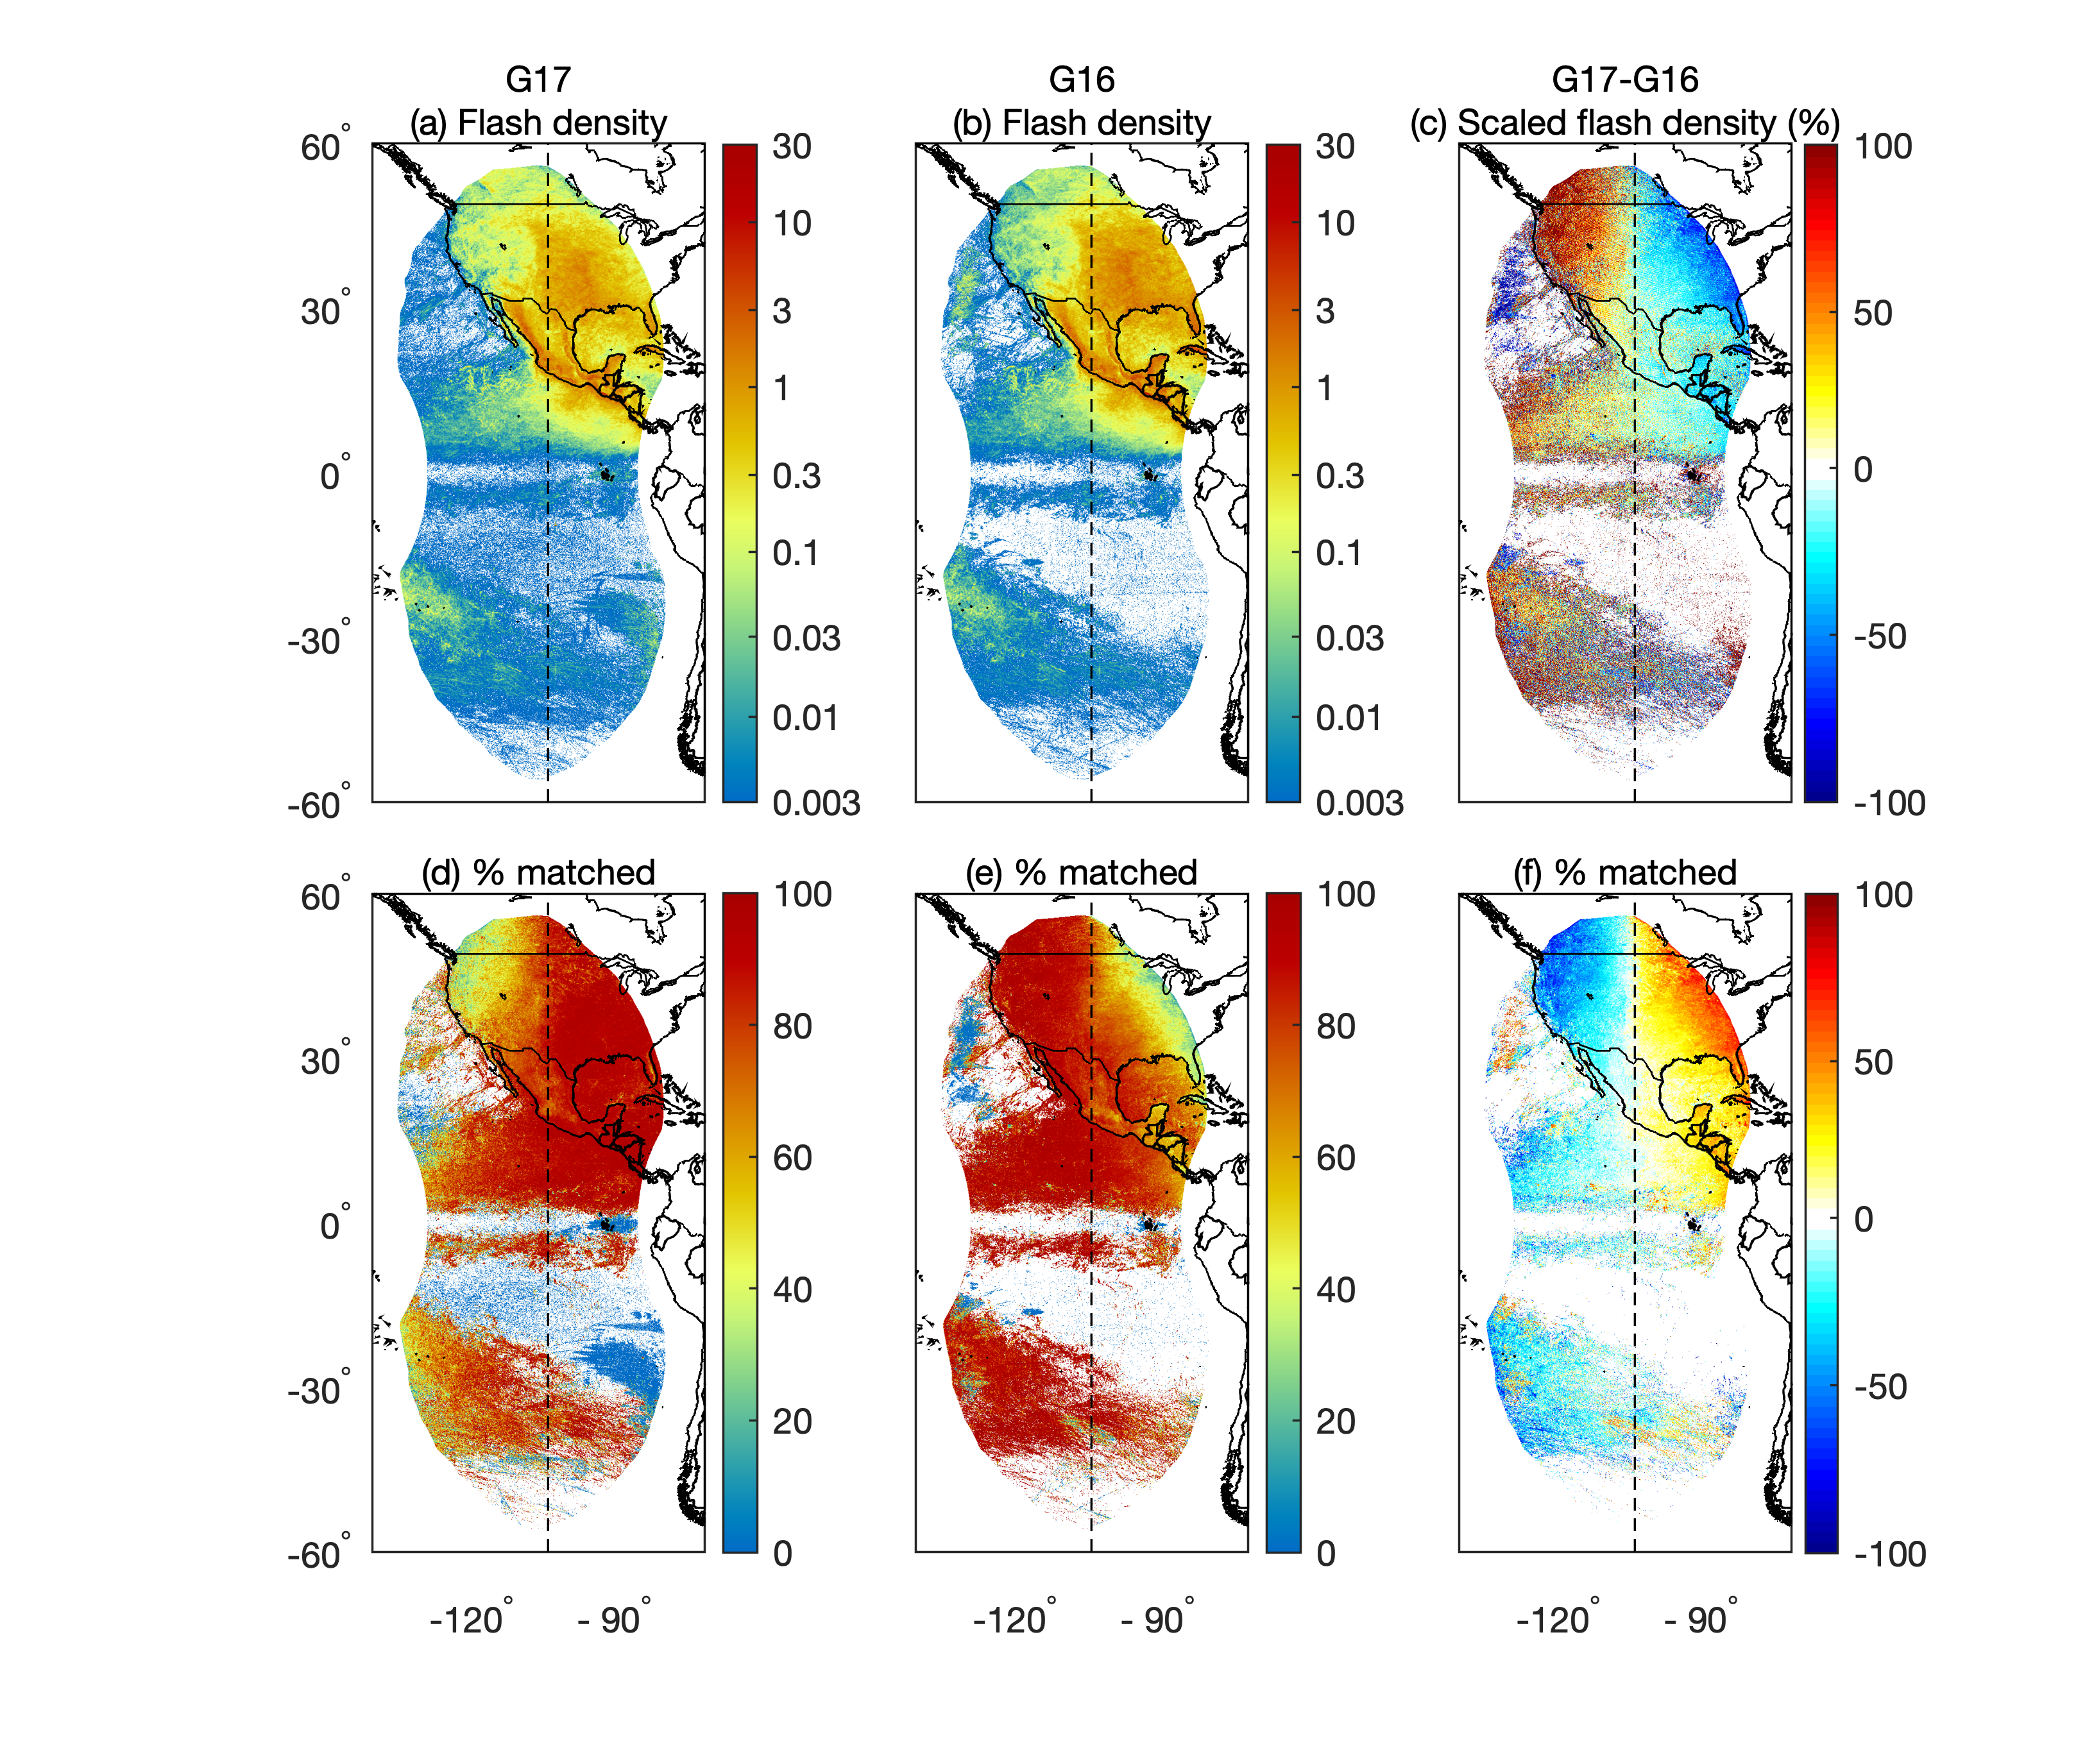 G17 G16 G17-G16
(a) Flash density (b) Flash density (c) Scaled flash density (%)
60° 30 30 100
10 10
30° 3 3 50
1 1
0° 0.3 0.3 0
0.1 0.1
-30° 0.03 0.03 -50
0.01 0.01
-60° 0.003 0.003 -100
(d) % matched (e) % matched (f) % matched
60° 100 100 100
80 80
30° 50
60 60
0° 0
40 40
-30° -50
20 20
-60° 0 0 -100
-120° - 90° -120° - 90° -120° - 90°